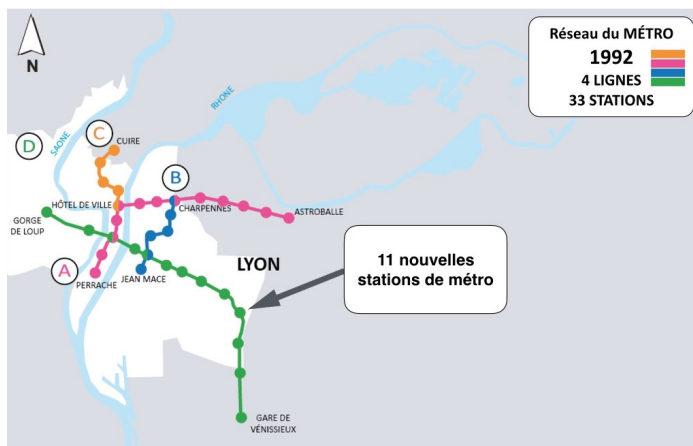 Réseau du MÉTRO
1992
4 LIGNES
33 STATIONS
N
RHONE
SAONE
D
C
CUIRE
B
HÔTEL DE VILLE
CHARPENNES
ASTROBALLE
GORGE
DE LOUP
A
PERRACHE
JEAN MACE
LYON
11 nouvelles
stations de métro
GARE DE
VÉNISSIEUX